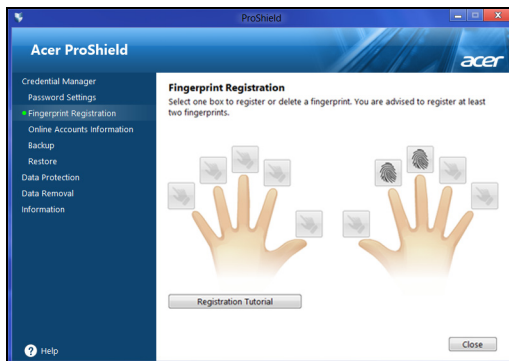 ProShield
Acer ProShield
acer
Credential Manager
Password Settings
Fingerprint Registration
Online Accounts Information
Backup
Restore
Data Protection
Data Removal
Information
Fingerprint Registration
Select one box to register or delete a fingerprint. You are advised to register at least
two fingerprints.
Registration Tutorial
? Help
Close